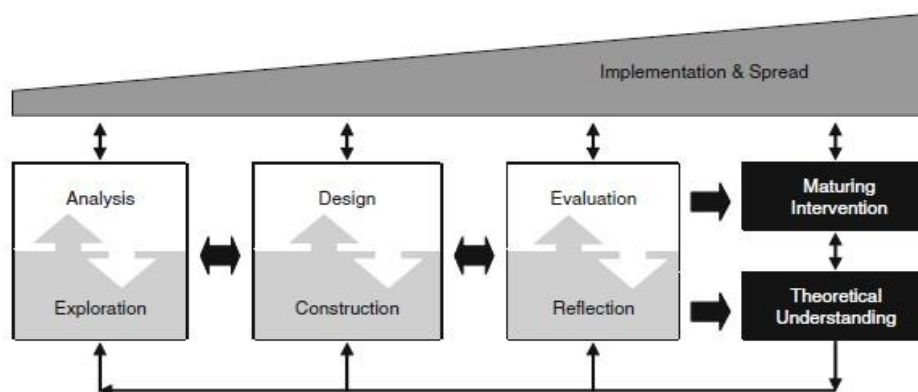 Implementation & Spread
Analysis
Design
Evaluation
Maturing
Intervention
Exploration
Construction
Reflection
Theoretical
Understanding